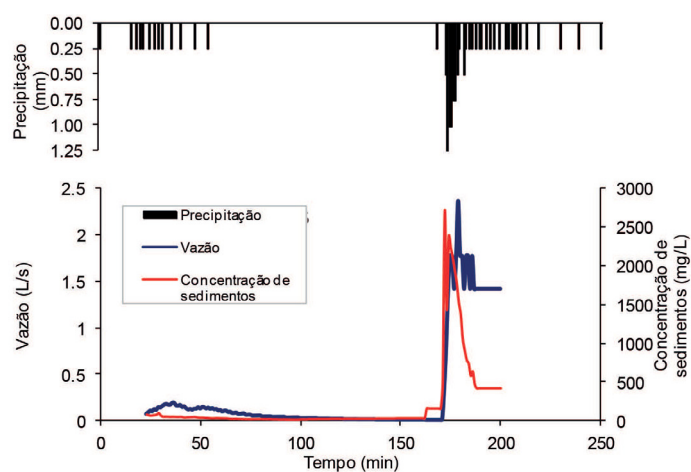 0.00
0.25
0.50
0.75
1.00
1.25
Precipitação
(mm)
2.5
2
1.5
1
0.5
0
Vazão (L/s)
Precipitação
Vazão
Concentração de
sedimentos
3000
2500
2000
1500
1000
500
0
Concentração de
sedimentos (mg/L)
0 50 100 150 200 250
Tempo (min)